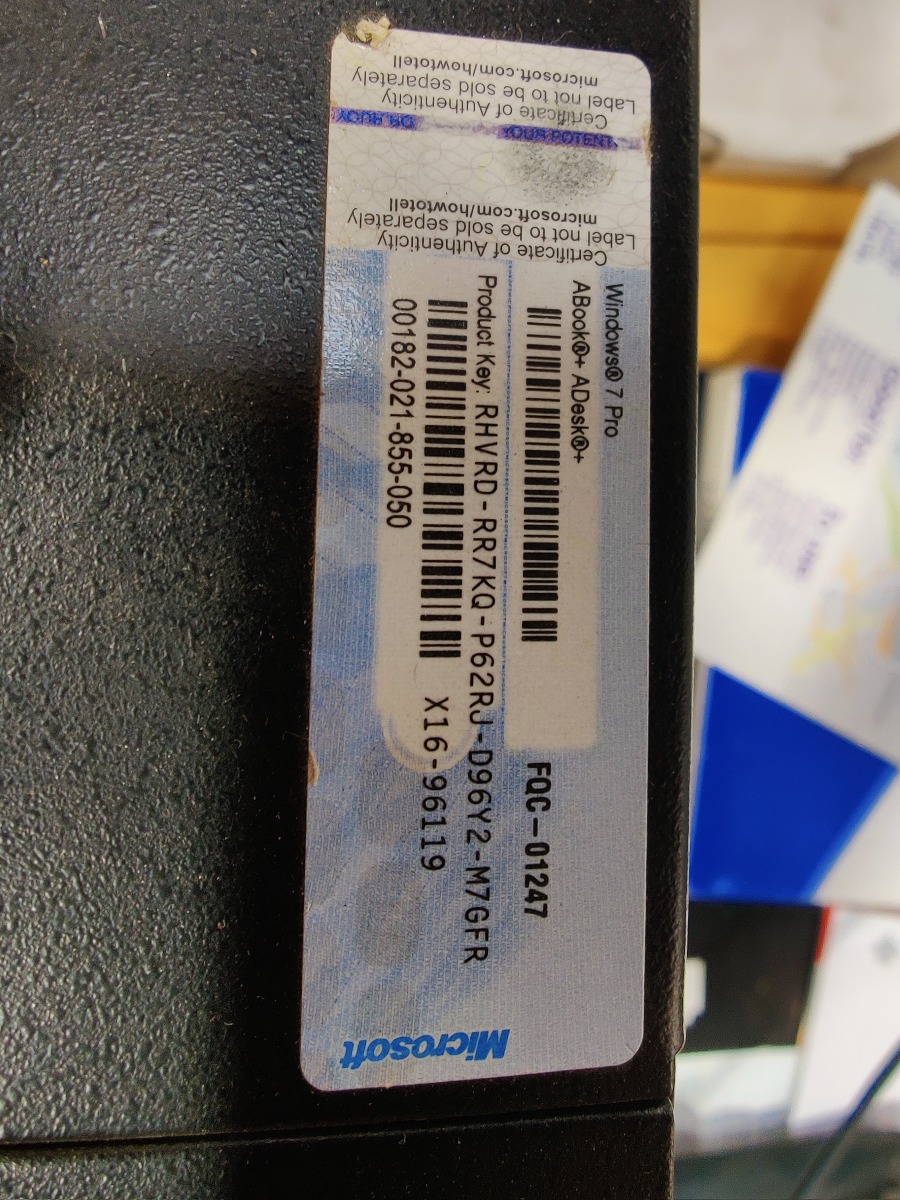 Certificate of Authenticity
Label not to be sold separately
microsoft.com/howtotell
Certificate of Authenticity
Label not to be sold separately
microsoft.com/howtotell
Windows® 7 Pro
ABook®+ ADesk®+
FQC-01247
Product Key: RHVRD-RR7KQ-P62RJ-D96Y2-M7GFR
X16-96119
00182-021-855-050
Microsoft